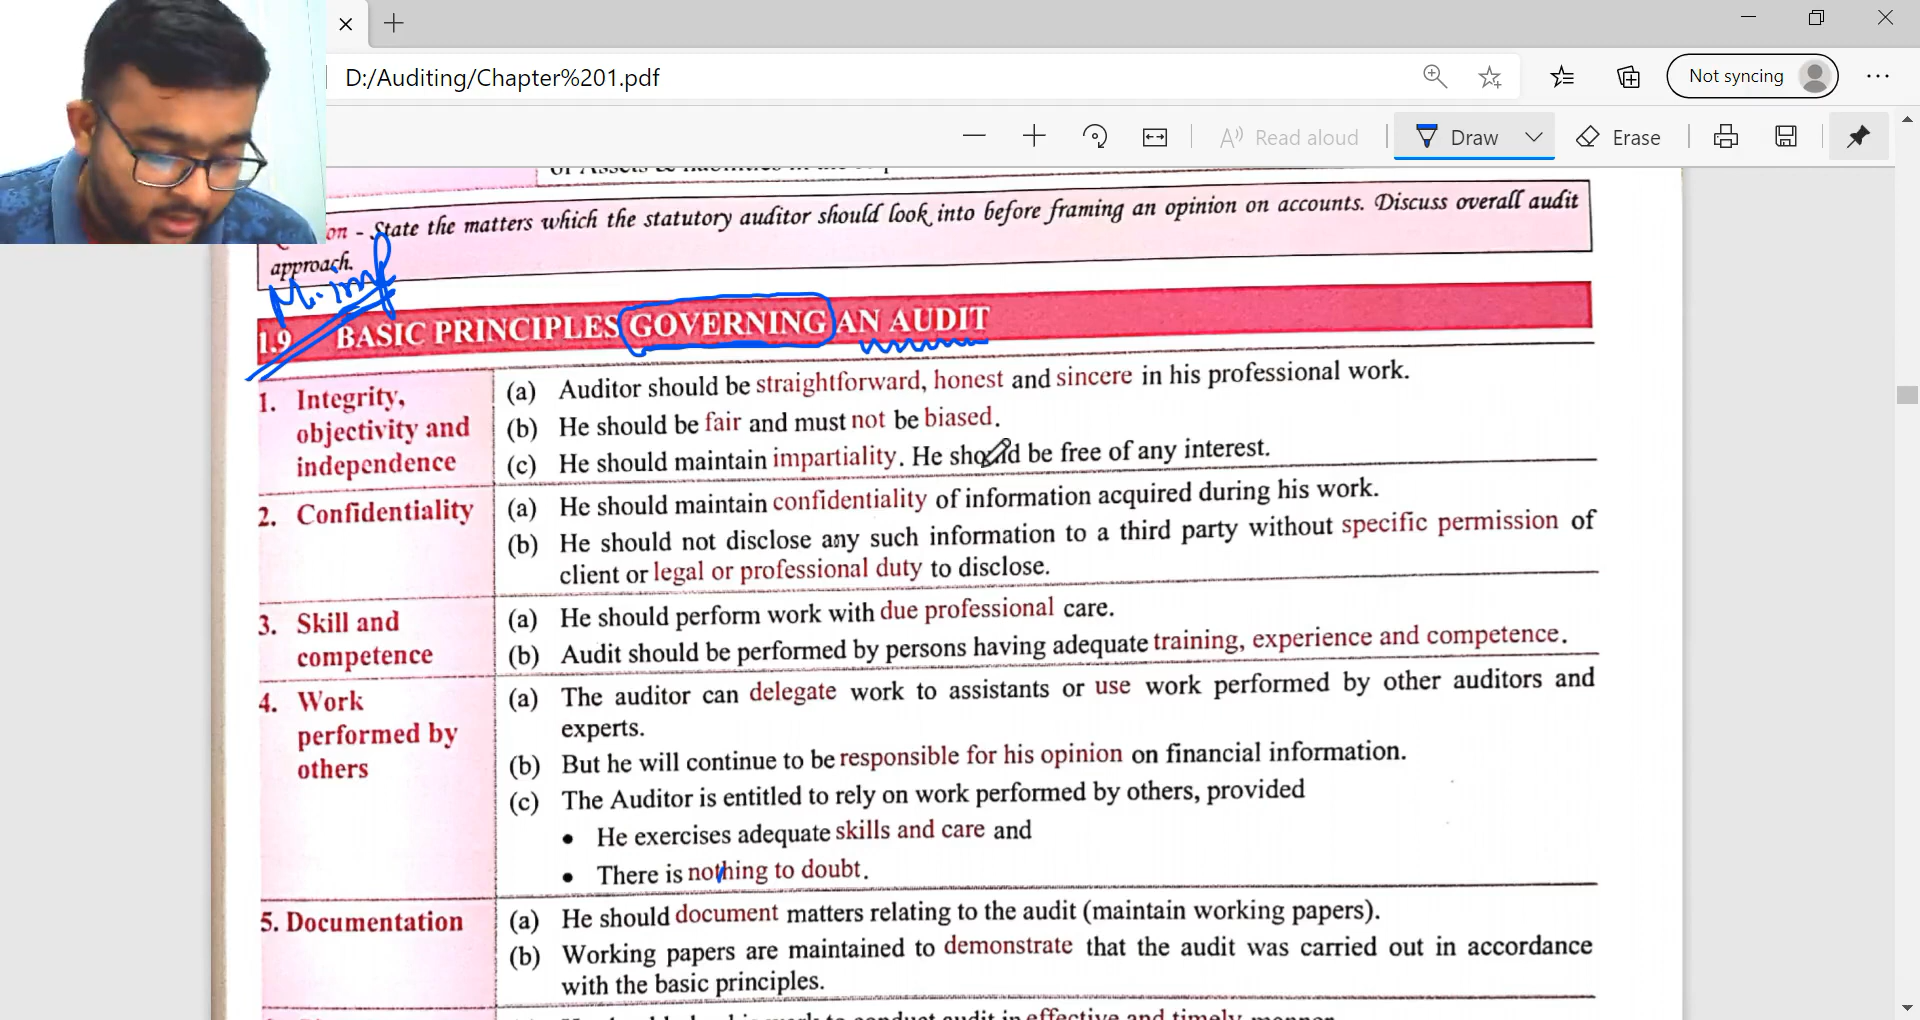 D:/Auditing/Chapter%201.pdf
Not syncing
Read aloud
Draw
Erase
on - State the matters which the statutory auditor should look into before framing an opinion on accounts. Discuss overall audit
approach.
M. imp
1.9 BASIC PRINCIPLES GOVERNING AN AUDIT
1. Integrity, objectivity and independence
(a) Auditor should be straightforward, honest and sincere in his professional work.
(b) He should be fair and must not be biased.
(c) He should maintain impartiality. He should be free of any interest.
2. Confidentiality
(a) He should maintain confidentiality of information acquired during his work.
(b) He should not disclose any such information to a third party without specific permission of
client or legal or professional duty to disclose.
3. Skill and competence
(a) He should perform work with due professional care.
(b) Audit should be performed by persons having adequate training, experience and competence.
4. Work performed by others
(a) The auditor can delegate work to assistants or use work performed by other auditors and
experts.
(b) But he will continue to be responsible for his opinion on financial information.
(c) The Auditor is entitled to rely on work performed by others, provided
• He exercises adequate skills and care and
• There is nothing to doubt.
5. Documentation
(a) He should document matters relating to the audit (maintain working papers).
(b) Working papers are maintained to demonstrate that the audit was carried out in accordance
with the basic principles.
conduct audit in effective and timely manner